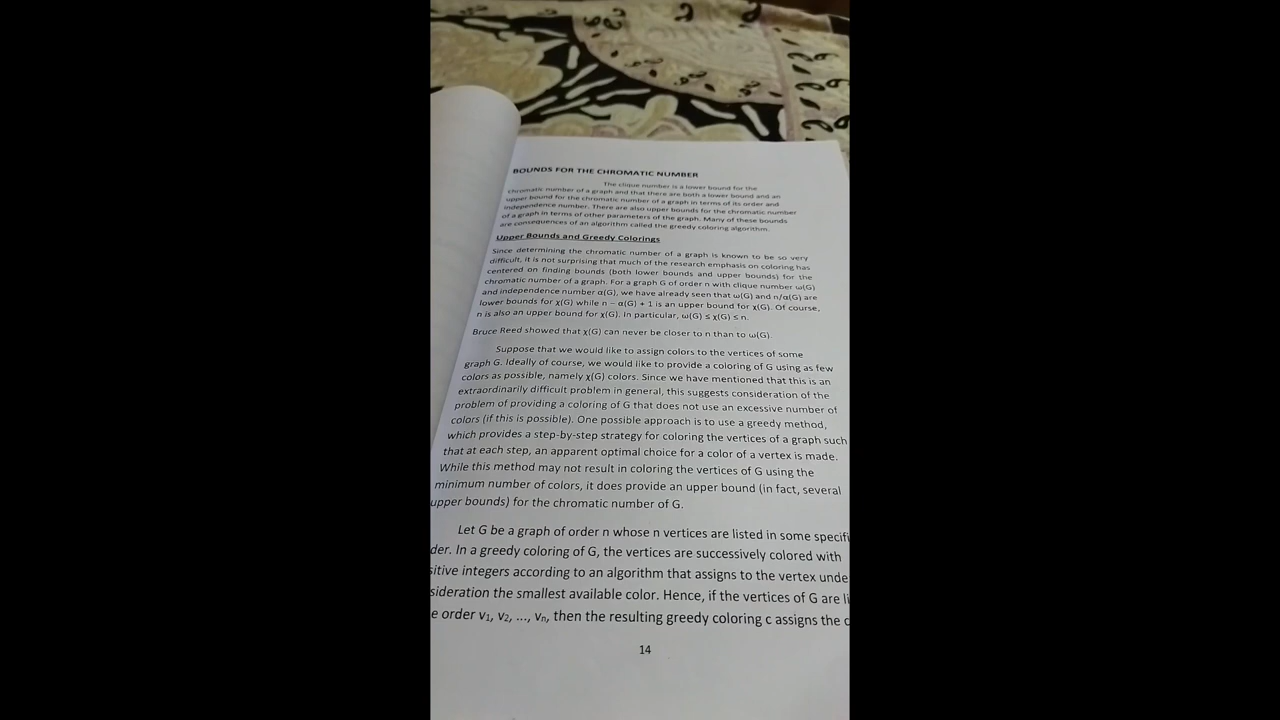 BOUNDS FOR THE CHROMATIC NUMBER
The clique number is a lower bound for the
chromatic number of a graph and that there are both a lower bound and an
upper bound for the chromatic number of a graph in terms of its order and
independence number. There are also upper bounds for the chromatic number
of a graph in terms of other parameters of the graph. Many of these bounds
are consequences of an algorithm called the greedy coloring algorithm.
Upper Bounds and Greedy Colorings
Since determining the chromatic number of a graph is known to be so very
difficult, it is not surprising that much of the research emphasis on coloring has
centered on finding bounds (both lower bounds and upper bounds) for the
chromatic number of a graph. For a graph G of order n with clique number ω(G)
and independence number α(G), we have already seen that ω(G) and n/α(G) are
lower bounds for χ(G) while n − α(G) + 1 is an upper bound for χ(G). Of course,
n is also an upper bound for χ(G). In particular, ω(G) ≤ χ(G) ≤ n.
Bruce Reed showed that χ(G) can never be closer to n than to ω(G).
Suppose that we would like to assign colors to the vertices of some
graph G. Ideally of course, we would like to provide a coloring of G using as few
colors as possible, namely χ(G) colors. Since we have mentioned that this is an
extraordinarily difficult problem in general, this suggests consideration of the
problem of providing a coloring of G that does not use an excessive number of
colors (if this is possible). One possible approach is to use a greedy method,
which provides a step-by-step strategy for coloring the vertices of a graph such
that at each step, an apparent optimal choice for a color of a vertex is made.
While this method may not result in coloring the vertices of G using the
minimum number of colors, it does provide an upper bound (in fact, several
upper bounds) for the chromatic number of G.
Let G be a graph of order n whose n vertices are listed in some specifi
der. In a greedy coloring of G, the vertices are successively colored with
sitive integers according to an algorithm that assigns to the vertex unde
sideration the smallest available color. Hence, if the vertices of G are li
e order v₁, v₂, ..., vₙ, then the resulting greedy coloring c assigns the c
14